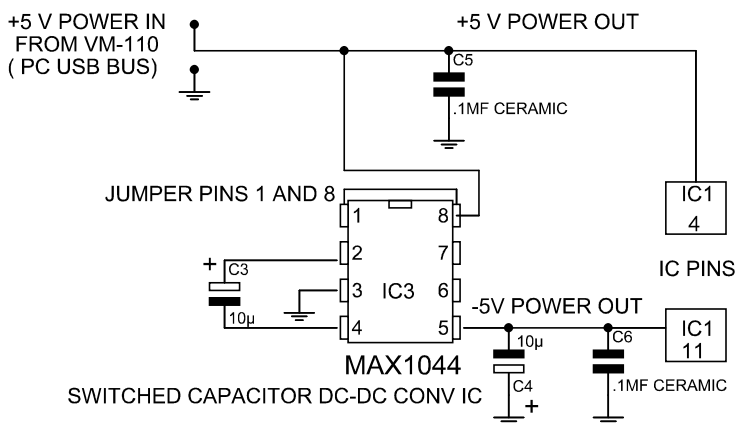 +5 V POWER IN
FROM VM-110
( PC USB BUS)
+5 V POWER OUT
C5
.1MF CERAMIC
JUMPER PINS 1 AND 8
IC1
4
IC PINS
1
8
2
7
3
6
4
5
IC3
+
C3
10µ
-5V POWER OUT
IC1
11
10µ
C4
+
C6
.1MF CERAMIC
MAX1044
SWITCHED CAPACITOR DC-DC CONV IC